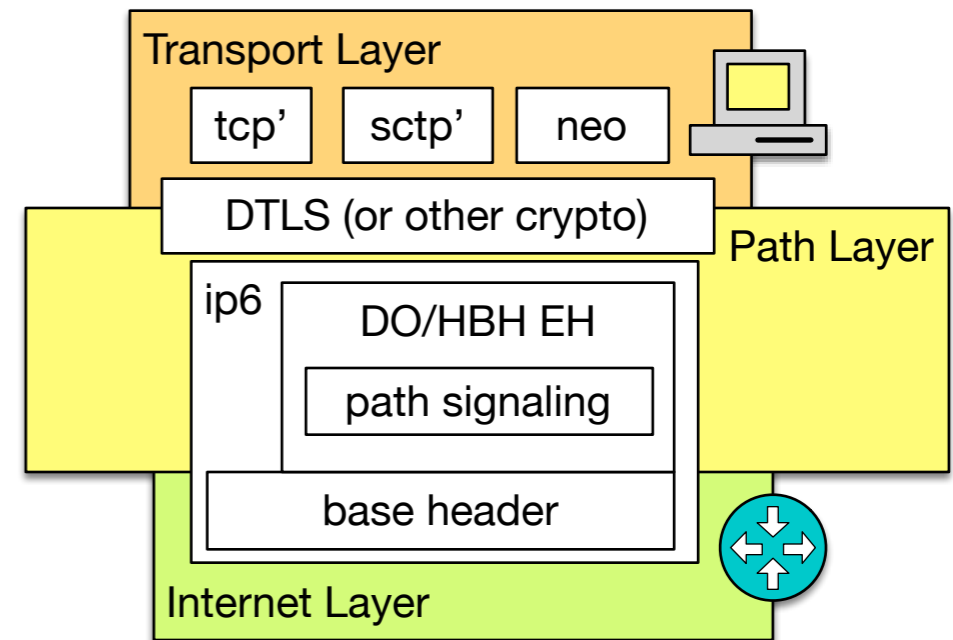 Transport Layer
tcp’
sctp’
neo
DTLS (or other crypto)
Path Layer
ip6
DO/HBH EH
path signaling
base header
Internet Layer